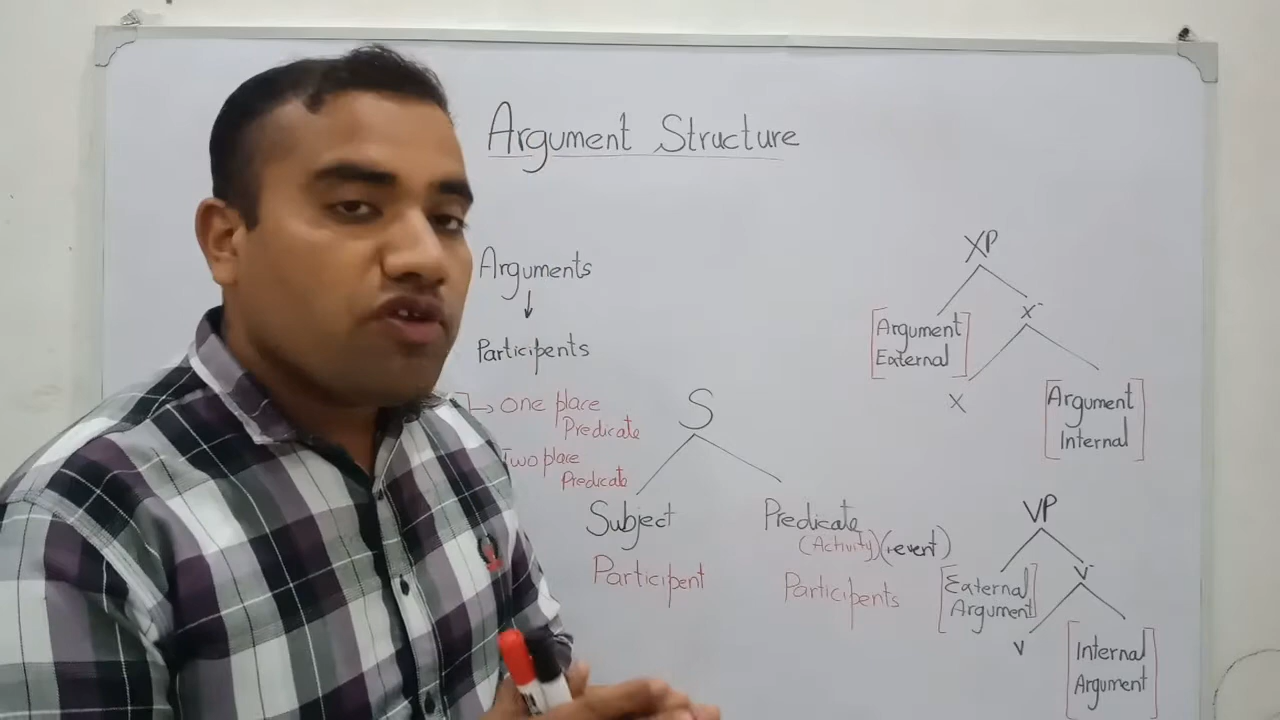 Argument Structure
Arguments
Participents
one place
Predicate
Two place
Predicate
S
Subject
Predicate
(Activity) (event)
Participent
Participents
XP
Argument
External
X-
X
Argument
Internal
VP
External
Argument
V-
V
Internal
Argument